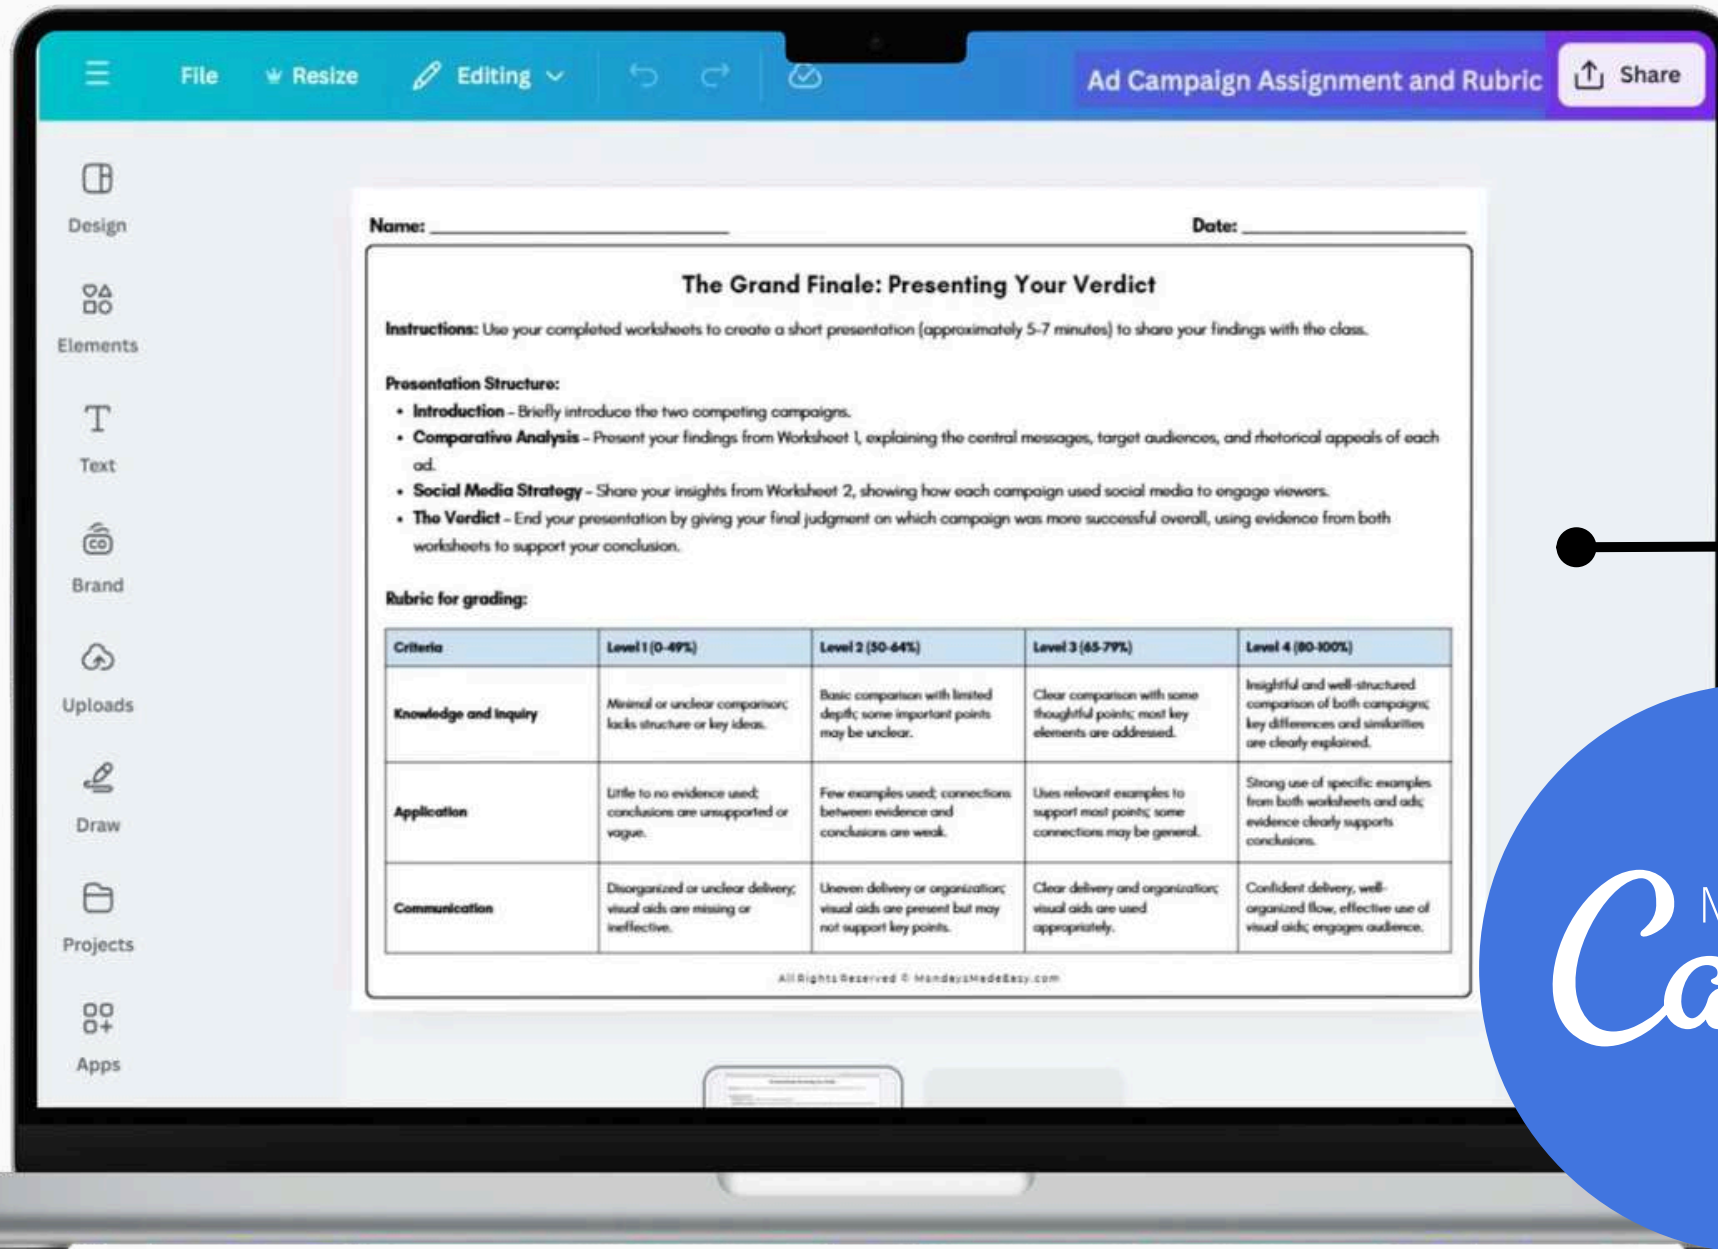 File
Resize
Editing
Ad Campaign Assignment and Rubric
Share
Design
Elements
Text
Brand
Uploads
Draw
Projects
Apps
Name:
Date:
The Grand Finale: Presenting Your Verdict
Instructions: Use your completed worksheets to create a short presentation (approximately 5-7 minutes) to share your findings with the class.
Presentation Structure:
• Introduction - Briefly introduce the two competing campaigns.
• Comparative Analysis - Present your findings from Worksheet 1, explaining the central messages, target audiences, and rhetorical appeals of each
ad.
• Social Media Strategy - Share your insights from Worksheet 2, showing how each campaign used social media to engage viewers.
• The Verdict - End your presentation by giving your final judgment on which campaign was more successful overall, using evidence from both
worksheets to support your conclusion.
Rubric for grading:
Criteria
Level 1 (0-49%)
Level 2 (50-64%)
Level 3 (65-79%)
Level 4 (80-100%)
Knowledge and Inquiry
Minimal or unclear comparison;
lacks structure or key ideas.
Basic comparison with limited
depth; some important points
may be unclear.
Clear comparison with some
thoughtful points; most key
elements are addressed.
Insightful and well-structured
comparison of both campaigns;
key differences and similarities
are clearly explained.
Application
Little to no evidence used;
conclusions are unsupported or
vague.
Few examples used; connections
between evidence and
conclusions are weak.
Uses relevant examples to
support most points; some
connections may be general.
Strong use of specific examples
from both worksheets and ads;
evidence clearly supports
conclusions.
Communication
Disorganized or unclear delivery;
visual aids are missing or
ineffective.
Uneven delivery or organization;
visual aids are present but may
not support key points.
Clear delivery and organization;
visual aids are used
appropriately.
Confident delivery, well-
organized flow, effective use of
visual aids; engages audience.
All Rights Reserved © MondaysMadeEasy.com